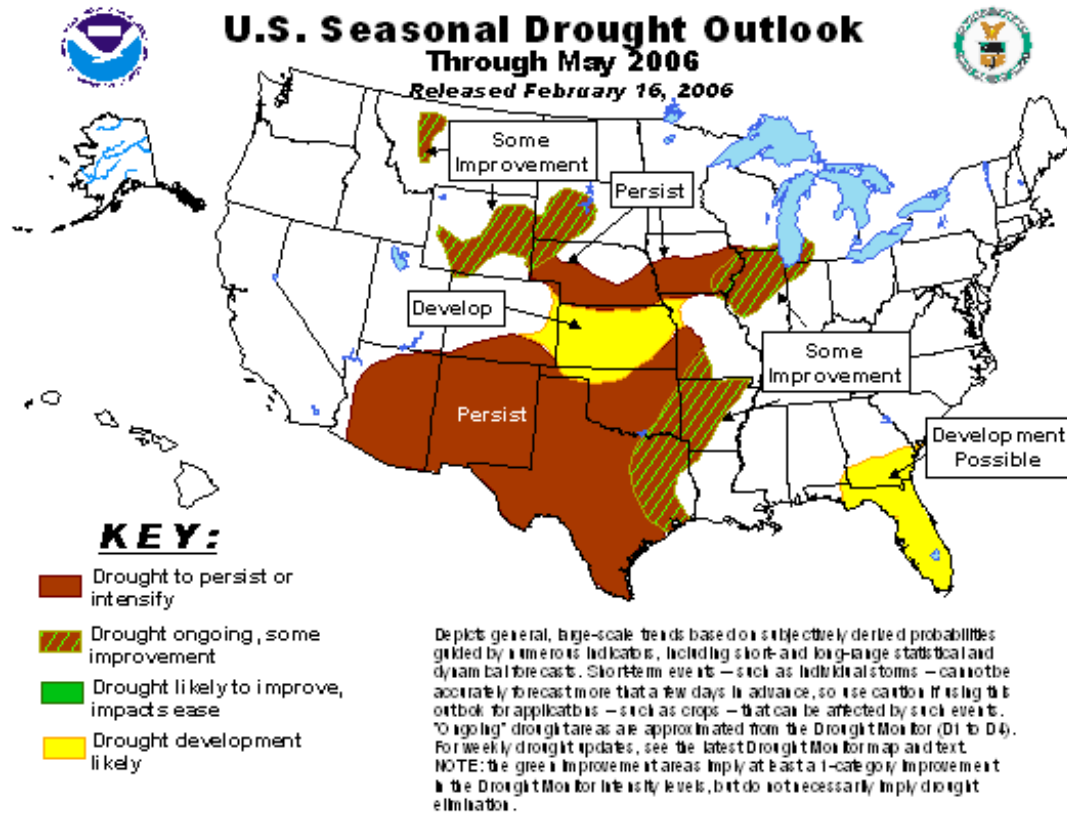 U.S. Seasonal Drought Outlook
Through May 2006
Released February 16, 2006
Some
Improvement
Persist
Develop
Some
Improvement
Persist
Development
Possible
KEY:
Drought to persist or
intensify
Drought ongoing, some
improvement
Drought likely to improve,
impacts ease
Drought development
likely
Depicts general, large-scale trends based on subjectively derived probabilities
guided by numerous indicators, including short- and long-range statistical and
dynamical forecasts. Short-term events -- such as individual storms -- cannot be
accurately forecast more that a few days in advance, so use caution if using this
outlook for applications -- such as crops -- that can be affected by such events.
"Ongoing" drought areas are approximated from the Drought Monitor (D1 to D4).
For weekly drought updates, see the latest Drought Monitor map and text.
NOTE: the green improvement areas imply at least a 1-category improvement
in the Drought Monitor intensity levels, but do not necessarily imply drought
elimination.